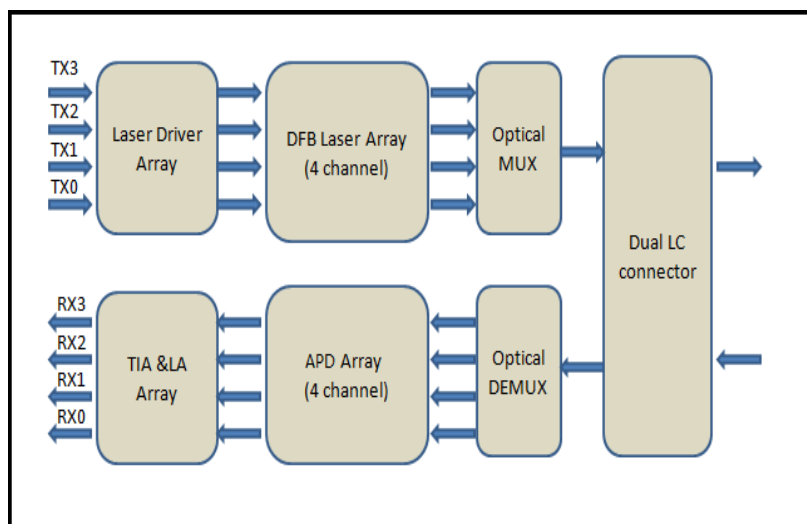 TX3
TX2
TX1
TX0
Laser Driver
Array
DFB Laser Array
(4 channel)
Optical
MUX
Dual LC
connector
RX3
RX2
RX1
RX0
TIA &LA
Array
APD Array
(4 channel)
Optical
DEMUX